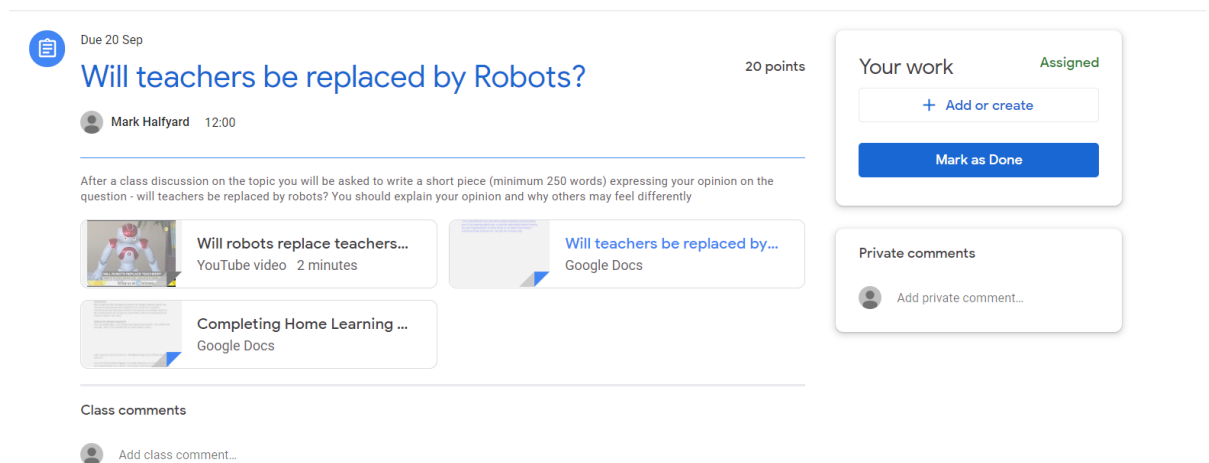 Due 20 Sep
Will teachers be replaced by Robots?
20 points
Mark Halfyard 12:00
After a class discussion on the topic you will be asked to write a short piece (minimum 250 words) expressing your opinion on the
question - will teachers be replaced by robots? You should explain your opinion and why others may feel differently
Will robots replace teachers...
YouTube video 2 minutes
Will teachers be replaced by...
Google Docs
Completing Home Learning ...
Google Docs
Class comments
Add class comment...
Your work
Assigned
+ Add or create
Mark as Done
Private comments
Add private comment...